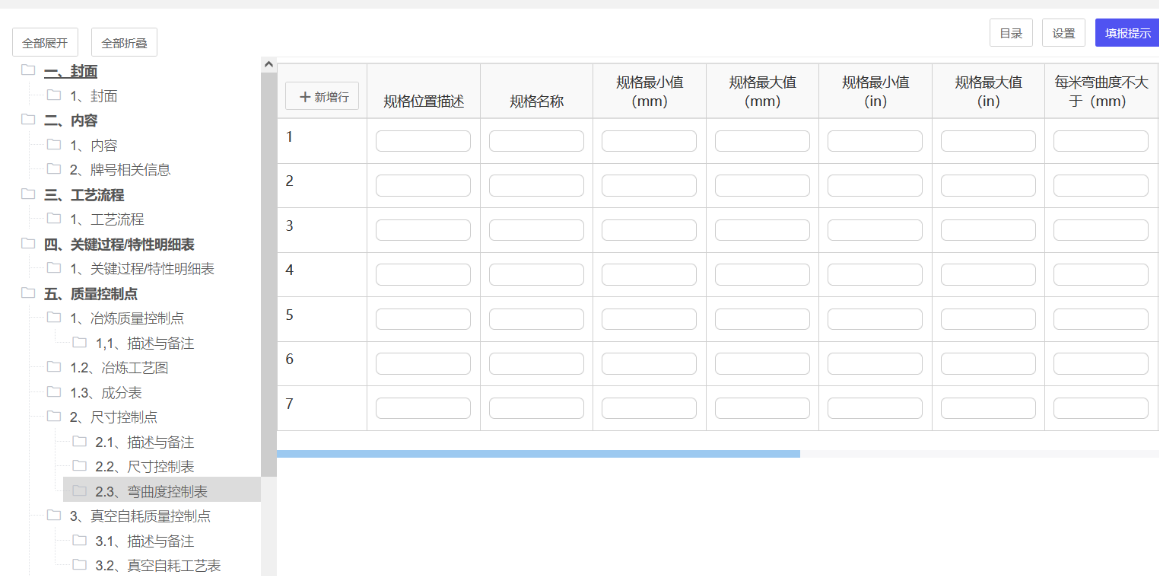 全部展开
全部折叠
目录
设置
填报提示
一、封面
1、封面
二、内容
1、内容
2、牌号相关信息
三、工艺流程
1、工艺流程
四、关键过程/特性明细表
1、关键过程/特性明细表
五、质量控制点
1、冶炼质量控制点
1,1、描述与备注
1.2、冶炼工艺图
1.3、成分表
2、尺寸控制点
2.1、描述与备注
2.2、尺寸控制表
2.3、弯曲度控制表
3、真空自耗质量控制点
3.1、描述与备注
3.2、真空自耗工艺表
+ 新增行
规格位置描述
规格名称
规格最小值
（mm）
规格最大值
（mm）
规格最小值
（in）
规格最大值
（in）
每米弯曲度不大
于（mm）
1
2
3
4
5
6
7